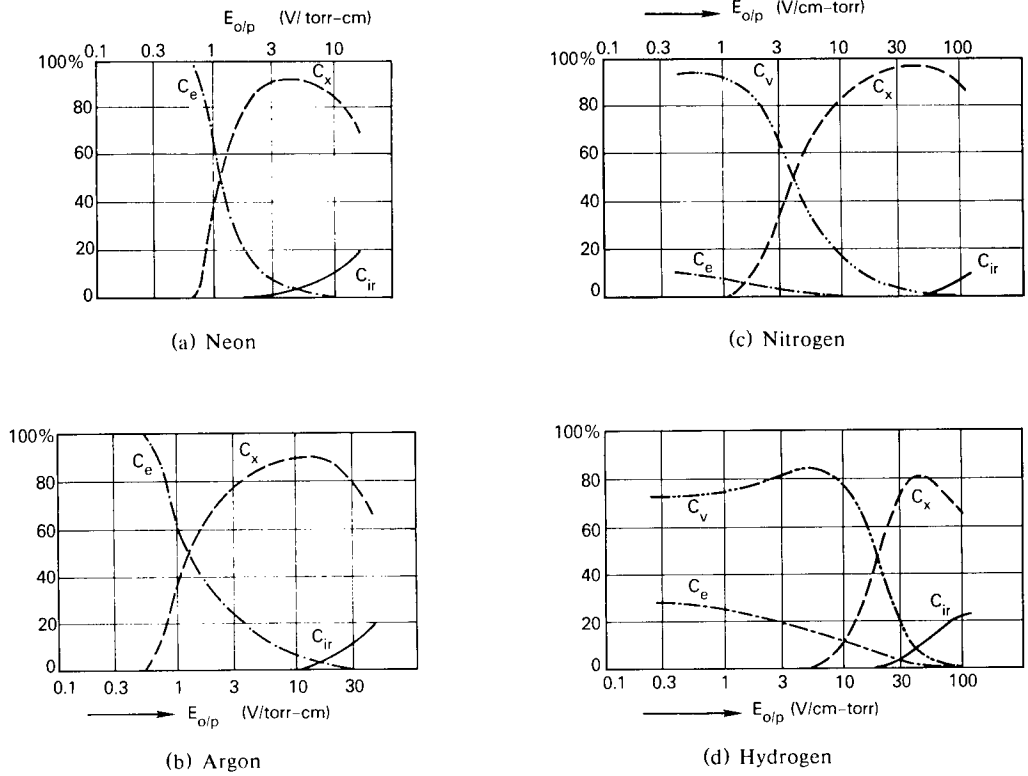 E_o/p (V/torr-cm)
0.1 0.3 1 3 10
100%
80
60
40
20
0
C_e
C_x
C_ir
(a) Neon
E_o/p (V/cm-torr)
0.1 0.3 1 3 10 30 100
100%
80
60
40
20
0
C_v
C_x
C_e
C_ir
(c) Nitrogen
100%
80
60
40
20
0
C_e
C_x
C_ir
0.1 0.3 1 3 10 30
E_o/p (V/torr-cm)
(b) Argon
100%
80
60
40
20
0
C_v
C_x
C_e
C_ir
0.1 0.3 1 3 10 30 100
E_o/p (V/cm-torr)
(d) Hydrogen